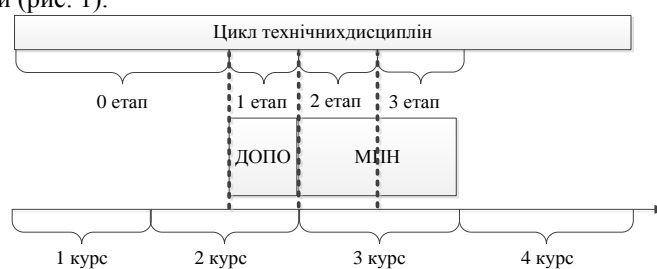 и (рис. 1).
Цикл технічнихдисциплін
0 етап 1 етап 2 етап 3 етап
ДОПО МПН
1 курс 2 курс 3 курс 4 курс